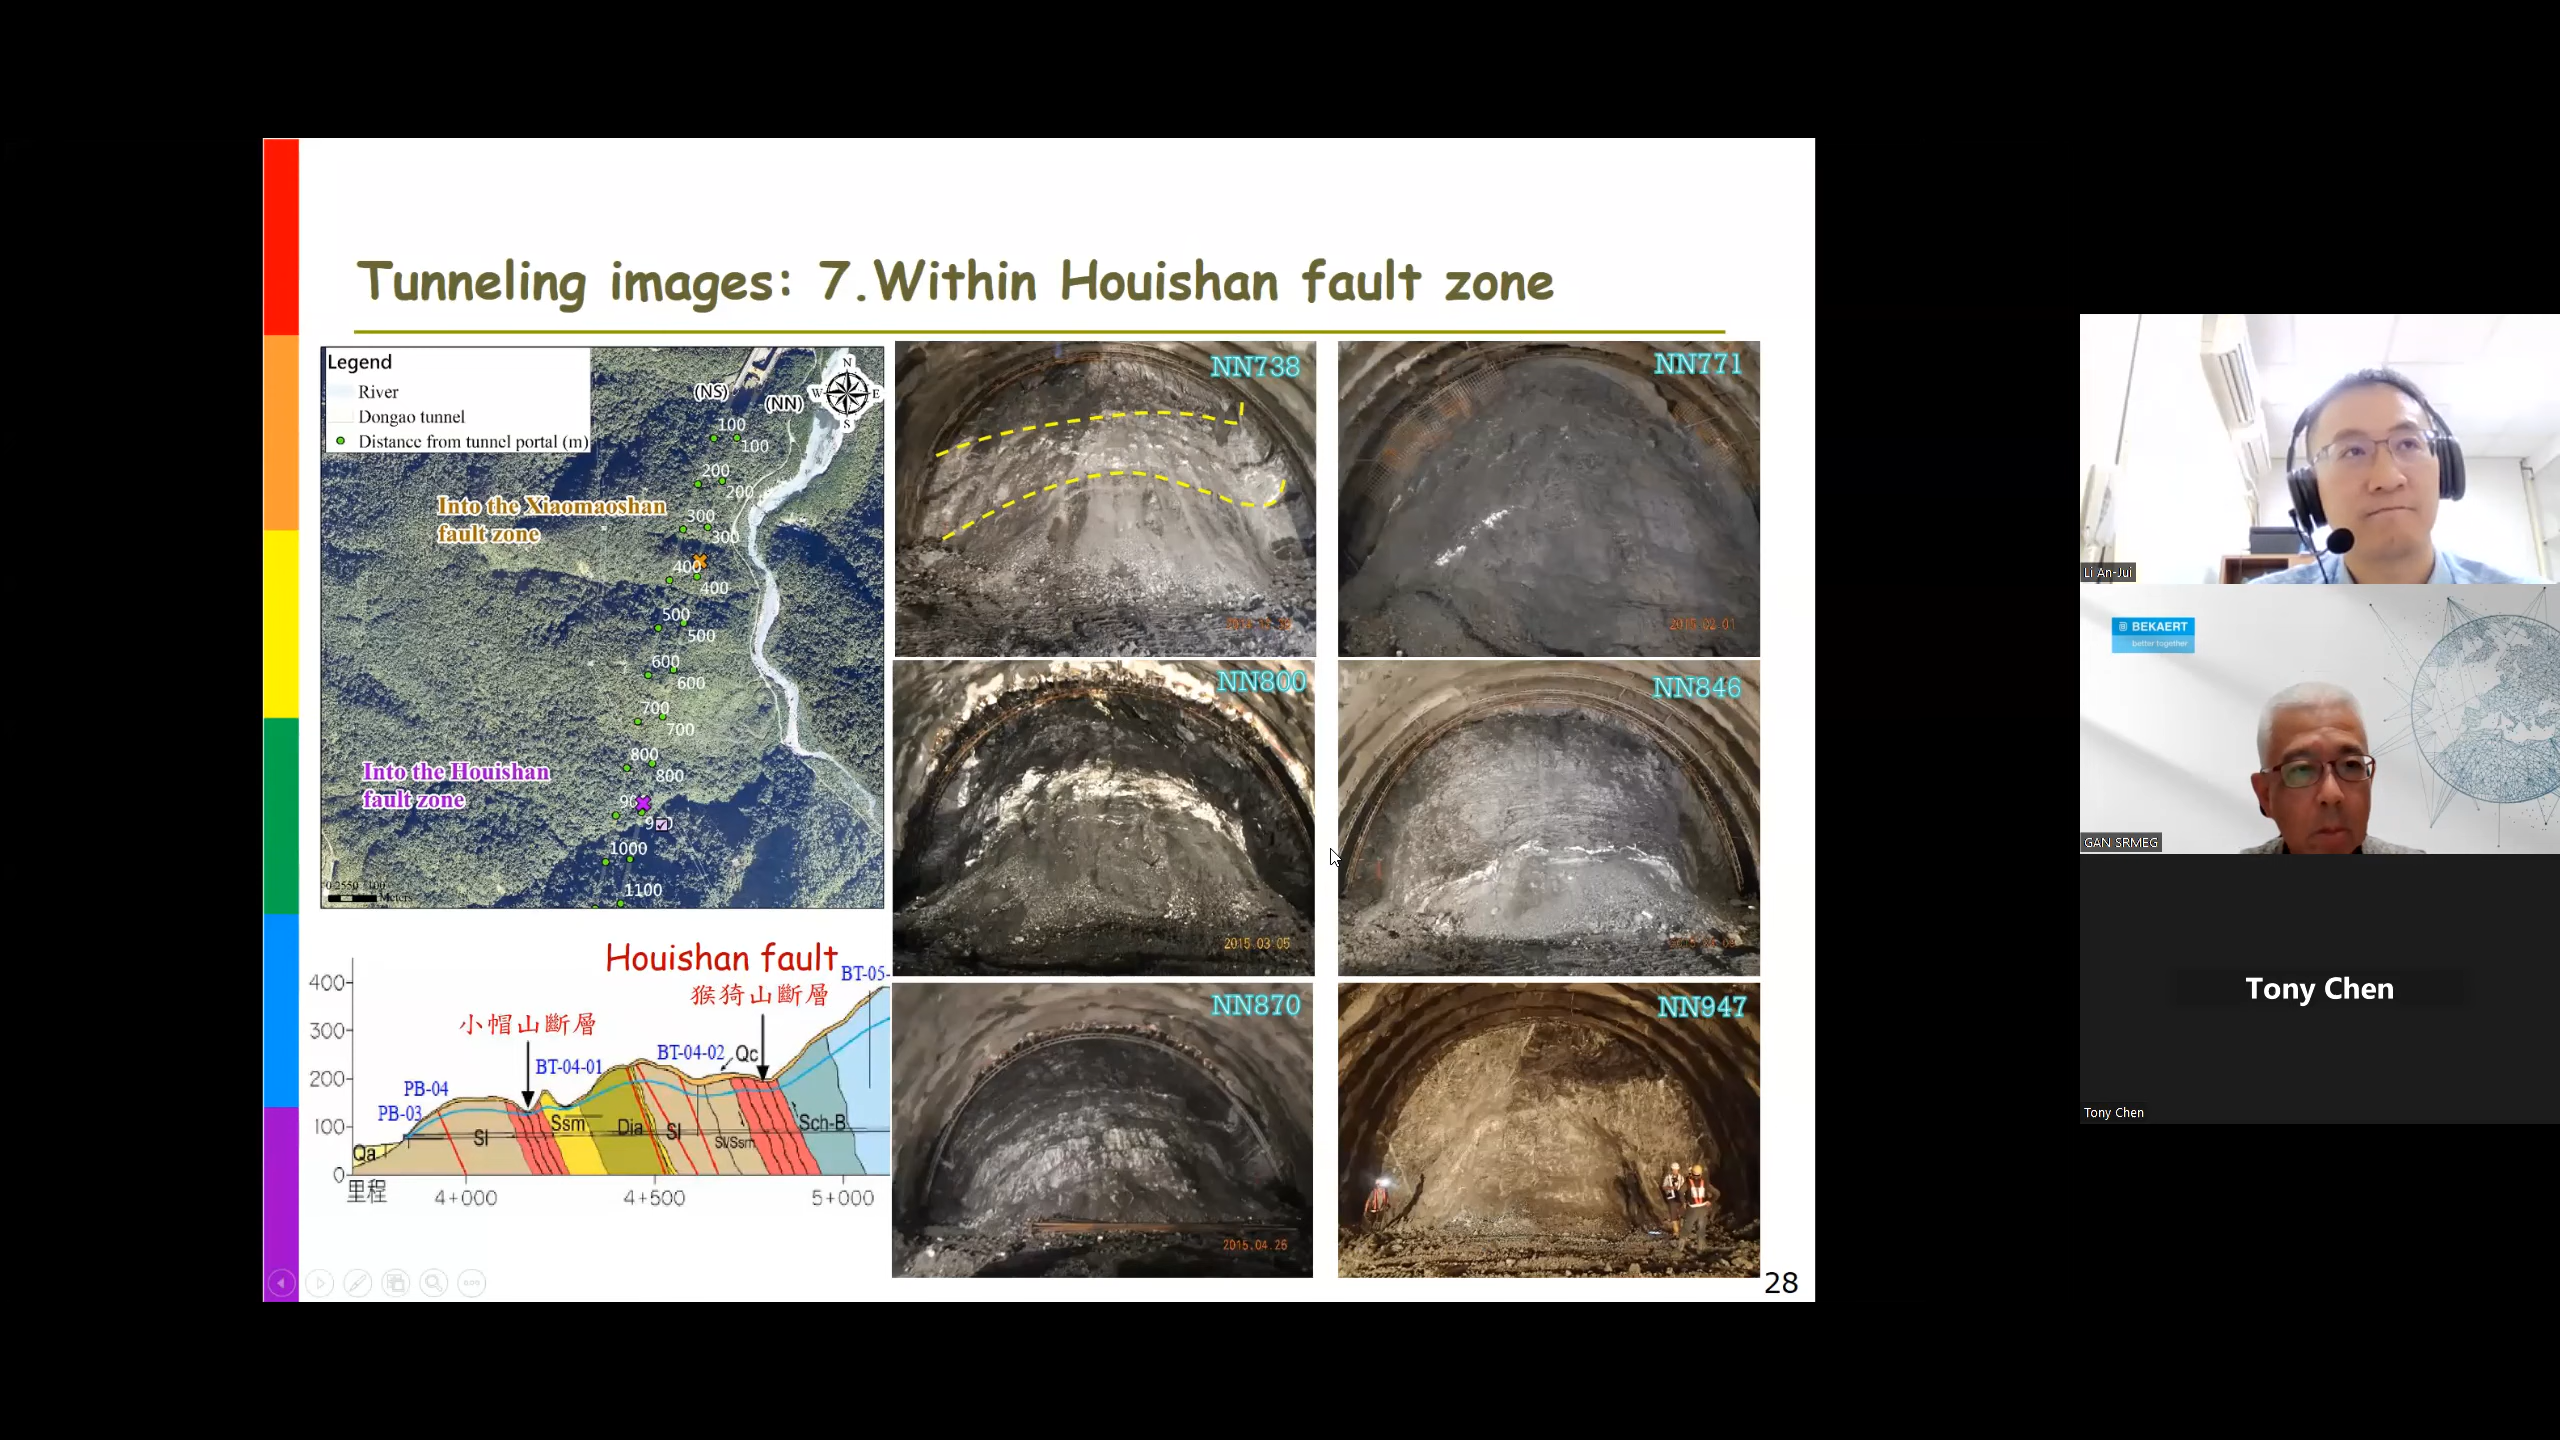 Tunneling images: 7.Within Houishan fault zone
Legend
River
Dongao tunnel
Distance from tunnel portal (m)
(NS)
(NN)
N
W
E
S
100
100
200
200
300
300
400
400
500
500
600
600
700
700
800
800
1000
1100
Into the Xiaomaoshan
fault zone
Into the Houishan
fault zone
Meters
NN738
NN771
2015.02.01
NN800
2015.03.05
NN846
NN870
2015.04.26
NN947
Houishan fault
猴猗山斷層
小帽山斷層
BT-05-
BT-04-02
Qc
BT-04-01
PB-04
PB-03
400
300
200
100
0
Qa
Sl
Ssm
Dia
Sl
Sl/Ssm
Sch-B
里程
4+000
4+500
5+000
28
Li An-Jui
BEKAERT
better together
GAN SRMEG
Tony Chen
Tony Chen